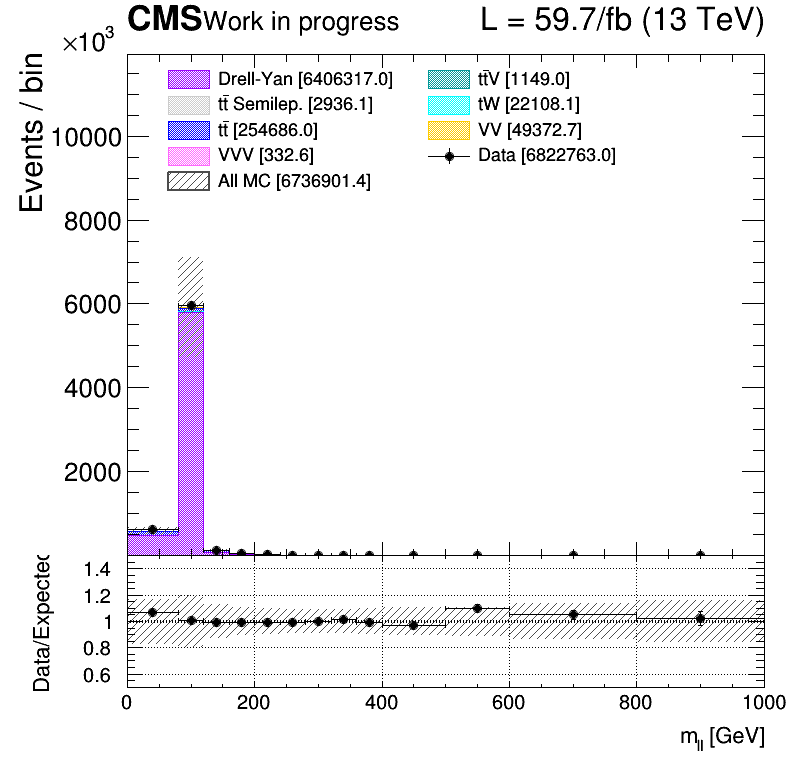 CMS Work in progress L = 59.7/fb (13 TeV)
×10³
Events / bin
Drell-Yan [6406317.0]
tt̄ Semilep. [2936.1]
tt̄ [254686.0]
VVV [332.6]
All MC [6736901.4]
tt̄V [1149.0]
tW [22108.1]
VV [49372.7]
Data [6822763.0]
10000
8000
6000
4000
2000
Data/Expected
1.4
1.2
1
0.8
0.6
0 200 400 600 800 1000
m_ll [GeV]